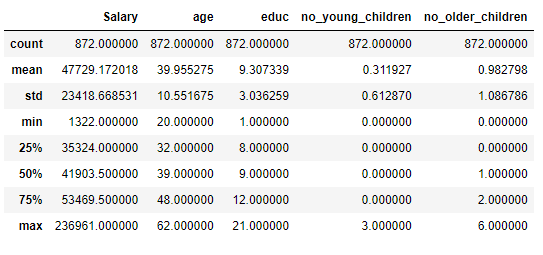 Salary age educ no_young_children no_older_children
count 872.000000 872.000000 872.000000 872.000000 872.000000
mean 47729.172018 39.955275 9.307339 0.311927 0.982798
std 23418.668531 10.551675 3.036259 0.612870 1.086786
min 1322.000000 20.000000 1.000000 0.000000 0.000000
25% 35324.000000 32.000000 8.000000 0.000000 0.000000
50% 41903.500000 39.000000 9.000000 0.000000 1.000000
75% 53469.500000 48.000000 12.000000 0.000000 2.000000
max 236961.000000 62.000000 21.000000 3.000000 6.000000